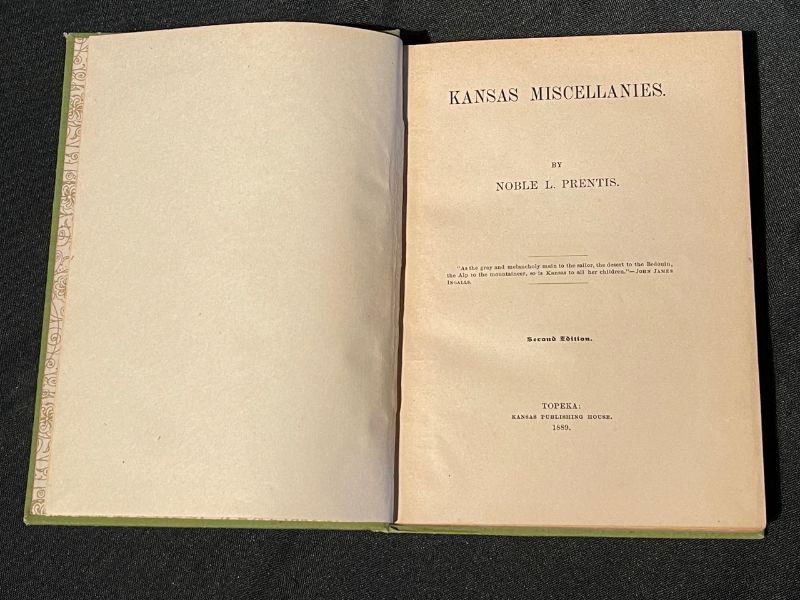 KANSAS MISCELLANIES.
BY
NOBLE L. PRENTIS.
"As the gray and melancholy main to the sailor, the desert to the Bedouin,
the Alp to the mountaineer, so is Kansas to all her children."—JOHN JAMES
INGALLS.
Second Edition.
TOPEKA:
KANSAS PUBLISHING HOUSE.
1889.